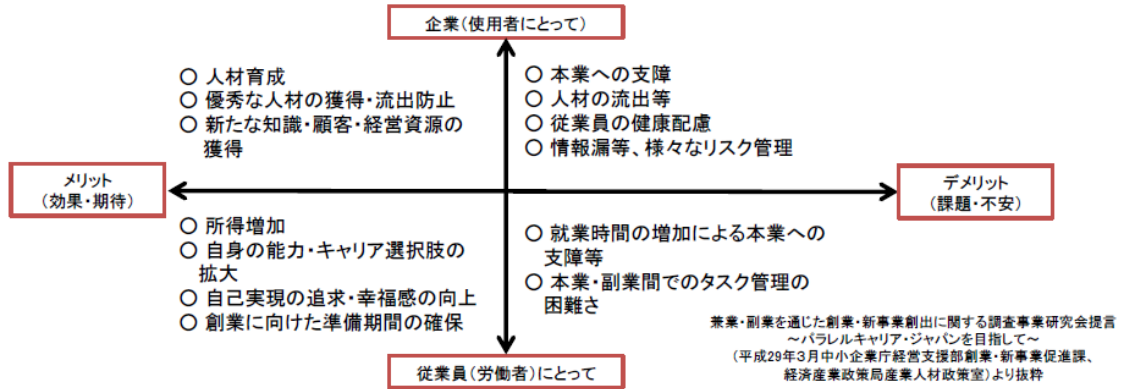 企業(使用者にとって)
○ 人材育成
○ 優秀な人材の獲得・流出防止
○ 新たな知識・顧客・経営資源の
獲得
○ 本業への支障
○ 人材の流出等
○ 従業員の健康配慮
○ 情報漏等、様々なリスク管理
メリット
(効果・期待)
デメリット
(課題・不安)
○ 所得増加
○ 自身の能力・キャリア選択肢の
拡大
○ 自己実現の追求・幸福感の向上
○ 創業に向けた準備期間の確保
○ 就業時間の増加による本業への
支障等
○ 本業・副業間でのタスク管理の
困難さ
従業員(労働者)にとって
兼業・副業を通じた創業・新事業創出に関する調査事業研究会提言
~パラレルキャリア・ジャパンを目指して~
(平成29年3月中小企業庁経営支援部創業・新事業促進課、
経済産業政策局産業人材政策室)より抜粋